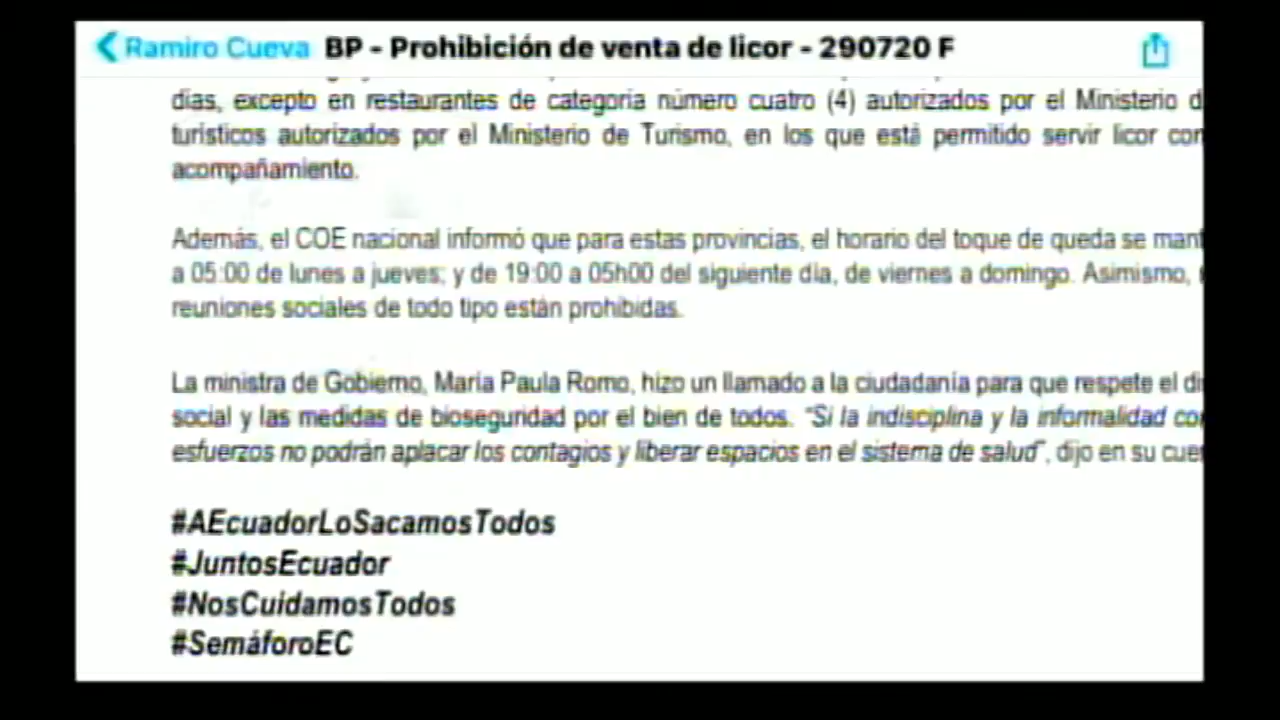 Ramiro Cueva BP - Prohibición de venta de licor - 290720 F
días, excepto en restaurantes de categoría número cuatro (4) autorizados por el Ministerio d
turísticos autorizados por el Ministerio de Turismo, en los que está permitido servir licor con
acompañamiento.
Además, el COE nacional informó que para estas provincias, el horario del toque de queda se mant
a 05:00 de lunes a jueves; y de 19:00 a 05h00 del siguiente día, de viernes a domingo. Asimismo,
reuniones sociales de todo tipo están prohibidas.
La ministra de Gobierno, María Paula Romo, hizo un llamado a la ciudadanía para que respete el di
social y las medidas de bioseguridad por el bien de todos. "Si la indisciplina y la informalidad con
esfuerzos no podrán aplacar los contagios y liberar espacios en el sistema de salud", dijo en su cuen
#AEcuadorLoSacamosTodos
#JuntosEcuador
#NosCuidamosTodos
#SemáforoEC